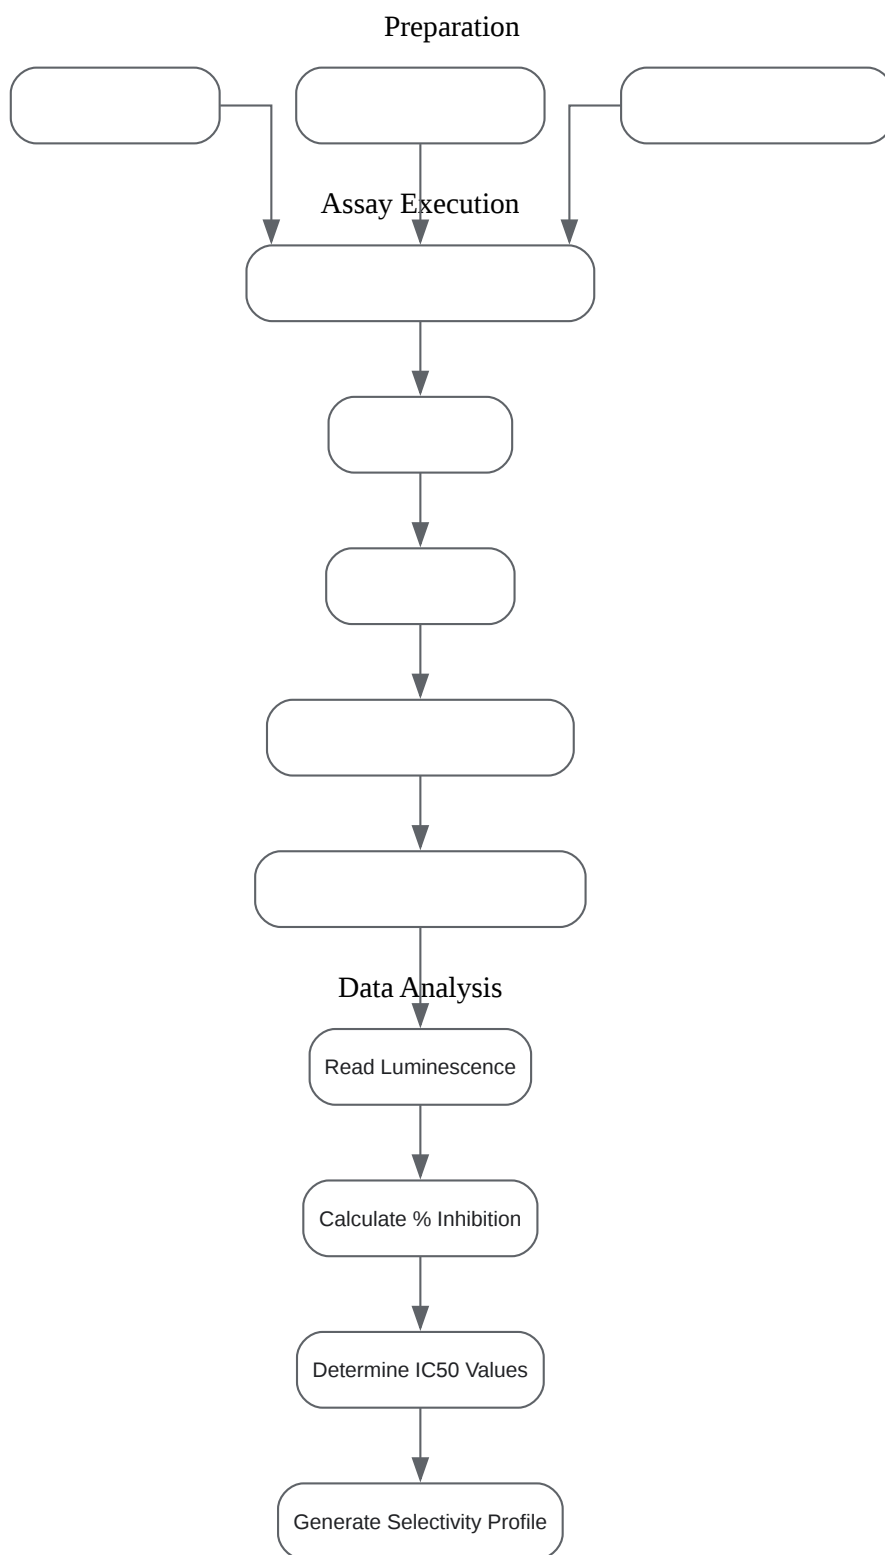 Preparation
Assay Execution
Data Analysis
Read Luminescence
Calculate % Inhibition
Determine IC50 Values
Generate Selectivity Profile